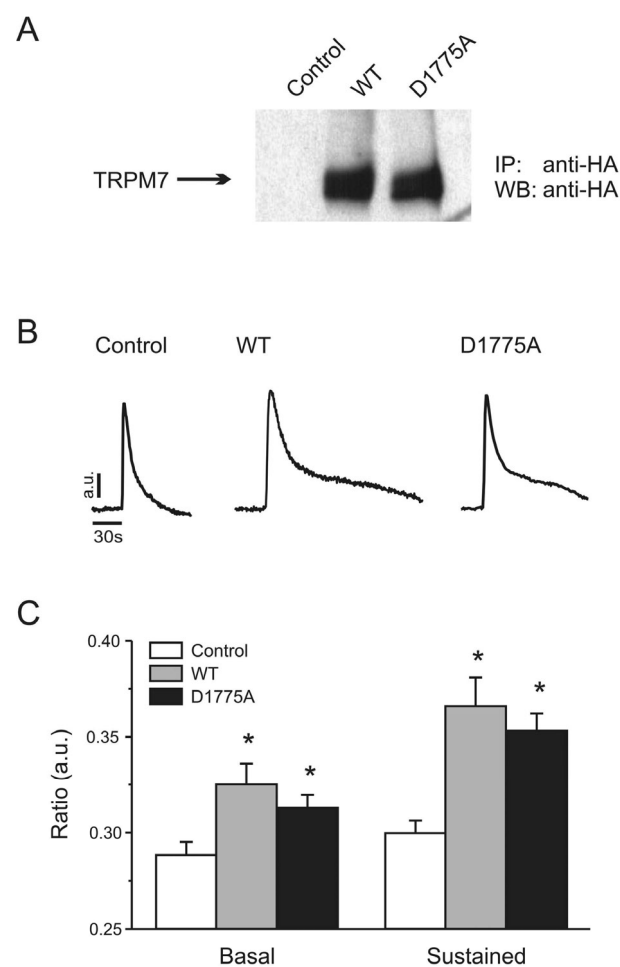 A
Control WT D1775A
TRPM7
IP: anti-HA
WB: anti-HA
B
Control WT D1775A
a.u.
30s
C
0.40
0.35
0.30
0.25
Ratio (a.u.)
Control
WT
D1775A
* * * *
Basal Sustained